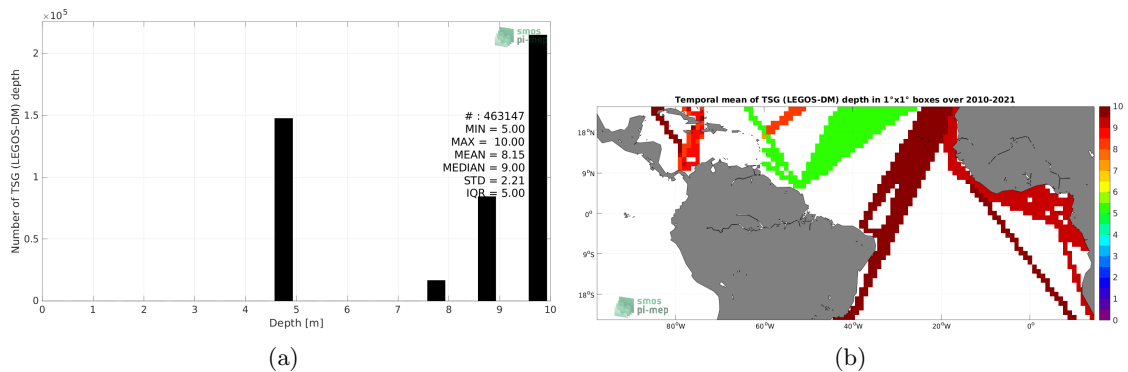 ×10⁵
2
1.5
1
0.5
0
Number of TSG (LEGOS-DM) depth
smos
pi-mep
# : 463147
MIN = 5.00
MAX = 10.00
MEAN = 8.15
MEDIAN = 9.00
STD = 2.21
IQR = 5.00
0 1 2 3 4 5 6 7 8 9 10
Depth [m]
(a)
Temporal mean of TSG (LEGOS-DM) depth in 1°x1° boxes over 2010-2021
18°N
9°N
0°
9°S
18°S
80°W 60°W 40°W 20°W 0°
smos
pi-mep
10
9
8
7
6
5
4
3
2
1
0
(b)